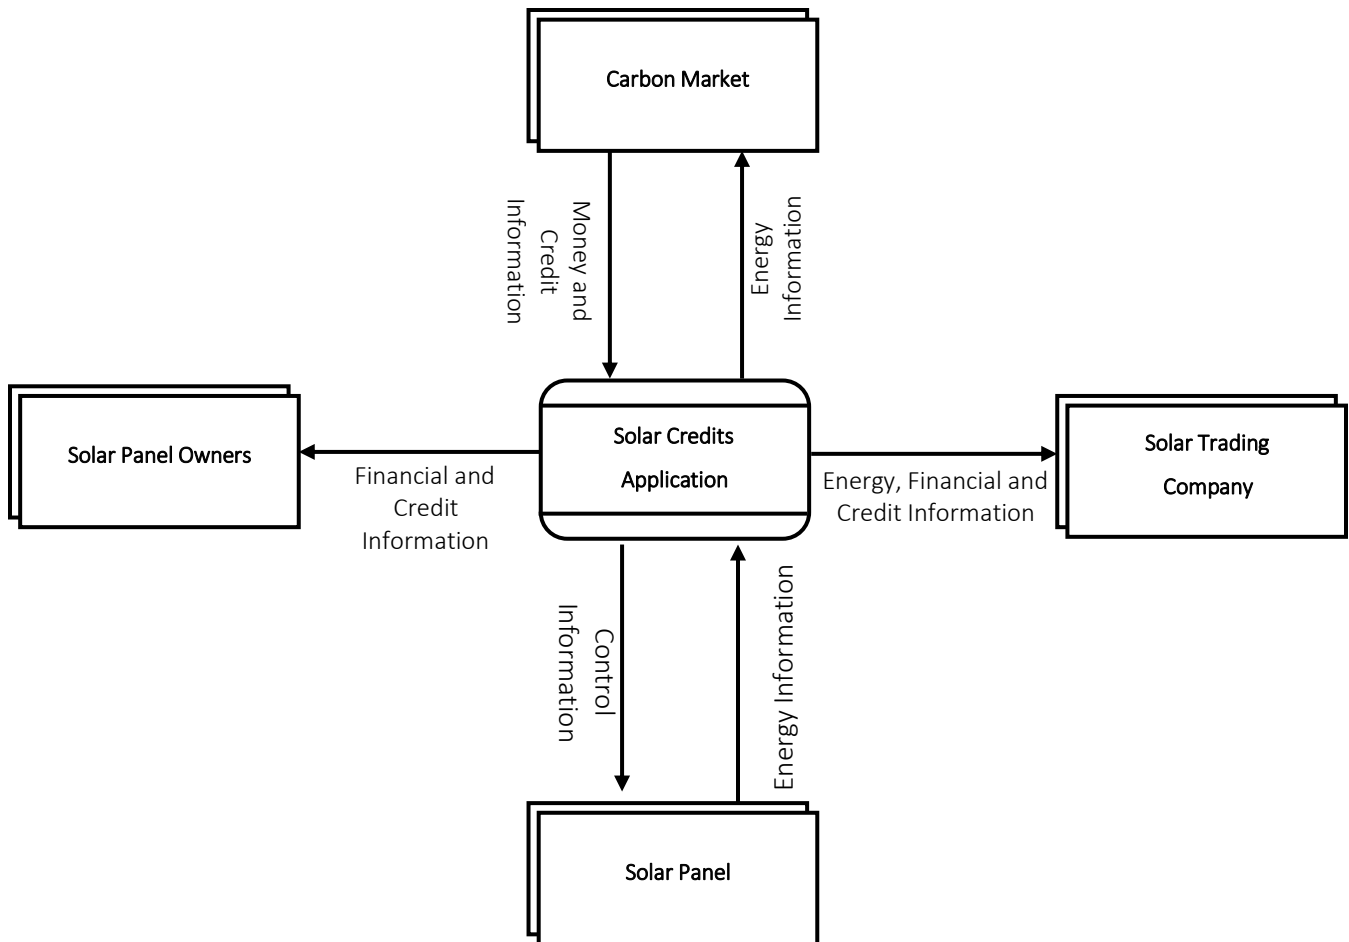 Carbon Market
Money and
Credit
Information
Energy
Information
Solar Panel Owners
Financial and
Credit
Information
Solar Credits
Application
Energy, Financial and
Credit Information
Solar Trading
Company
Control
Information
Energy Information
Solar Panel